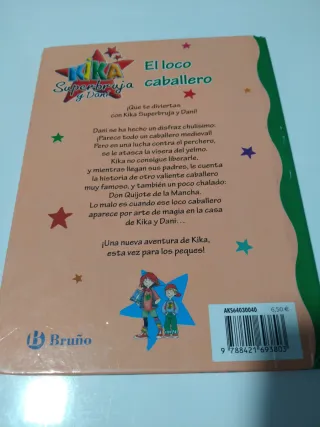 KIKA
Superbruja
y Dani
El loco
caballero
¡Que te diviertas
con Kika Superbruja y Dani!
Dani se ha hecho un disfraz chulísimo:
¡Parece todo un caballero medieval!
Pero en una lucha contra el perchero,
se le atasca la visera del yelmo.
Kika no consigue liberarle,
y mientras llegan sus padres, le cuenta
la historia de otro valiente caballero
muy famoso, y también un poco chalado:
Don Quijote de la Mancha.
Lo malo es cuando ese loco caballero
aparece por arte de magia en la casa
de Kika y Dani...
¡Una nueva aventura de Kika,
esta vez para los peques!
Bruño
AK564030040 6,50 €
9 788421 693803